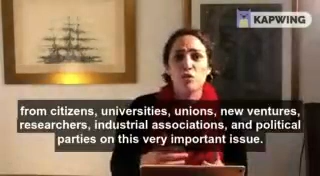 KAPWING
from citizens, universities, unions, new ventures,
researchers, industrial associations, and political
parties on this very important issue.